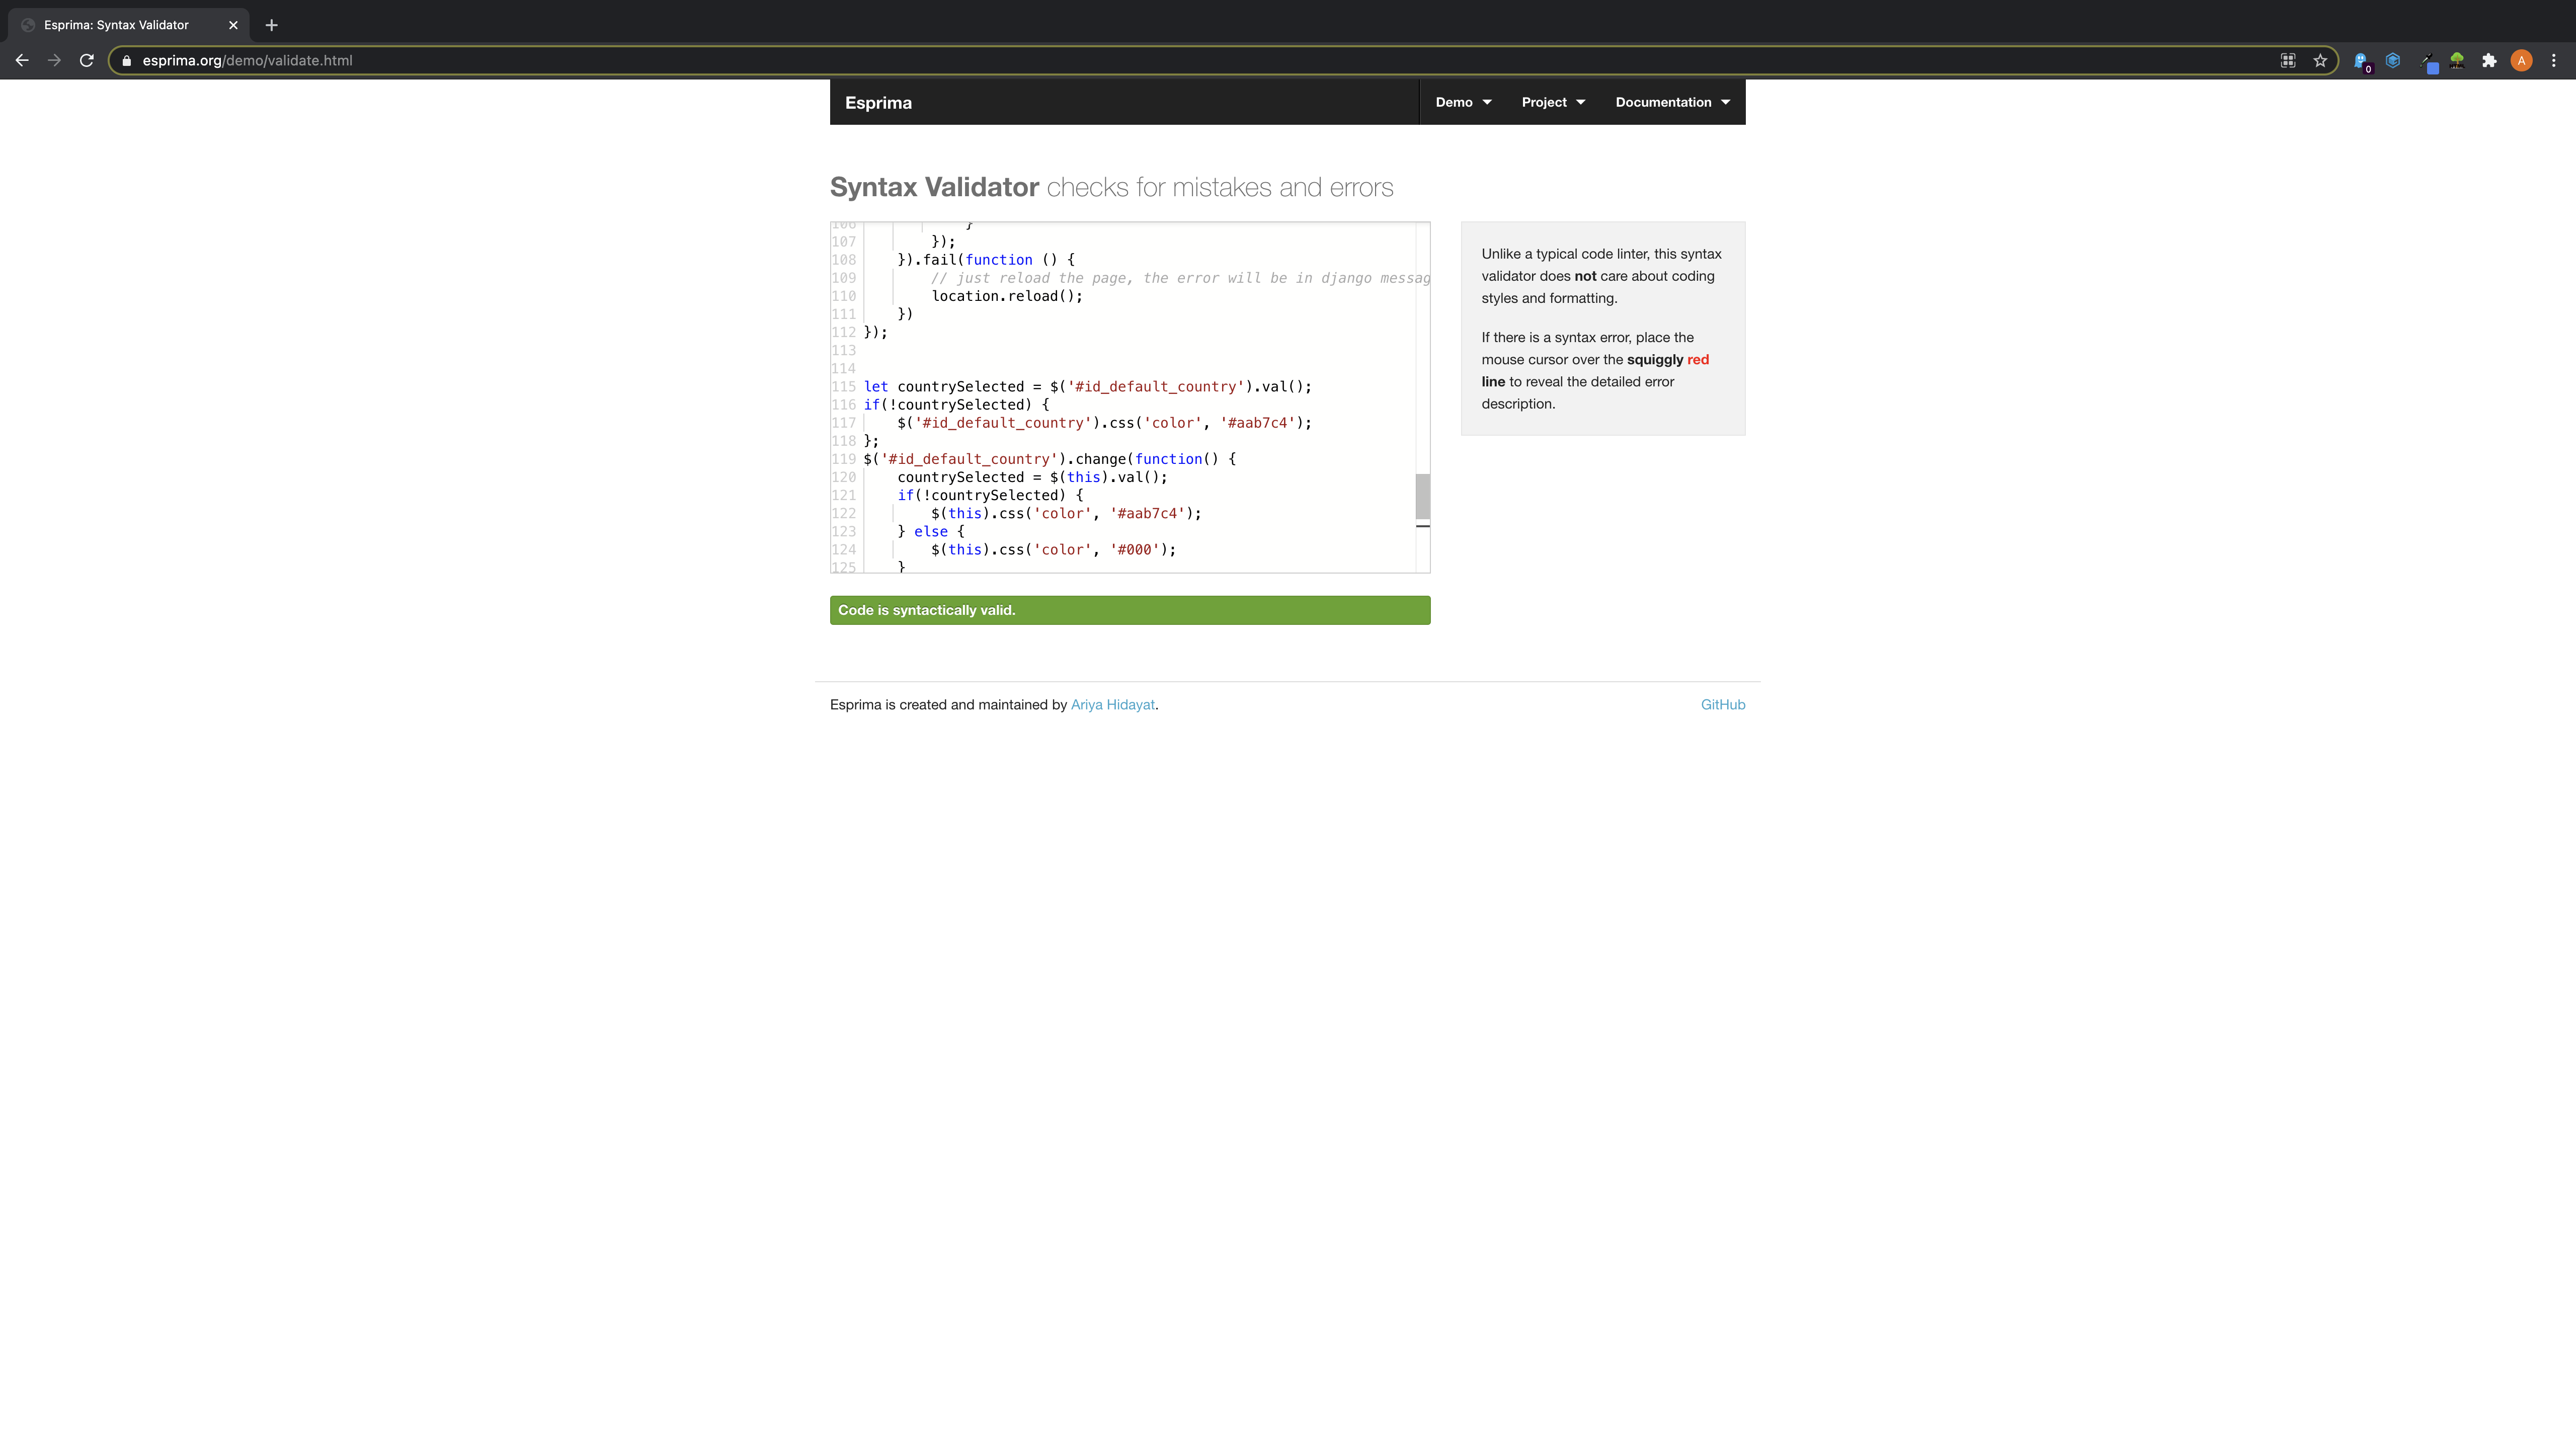 Esprima: Syntax Validator
esprima.org/demo/validate.html
0
A
Esprima
Demo
Project
Documentation
Syntax Validator checks for mistakes and errors
106 }
107 });
108 }).fail(function () {
109 // just reload the page, the error will be in django messag
110 location.reload();
111 })
112 });
113
114
115 let countrySelected = $('#id_default_country').val();
116 if(!countrySelected) {
117 $('#id_default_country').css('color', '#aab7c4');
118 };
119 $('#id_default_country').change(function() {
120 countrySelected = $(this).val();
121 if(!countrySelected) {
122 $(this).css('color', '#aab7c4');
123 } else {
124 $(this).css('color', '#000');
125 }
Unlike a typical code linter, this syntax
validator does not care about coding
styles and formatting.
If there is a syntax error, place the
mouse cursor over the squiggly red
line to reveal the detailed error
description.
Code is syntactically valid.
Esprima is created and maintained by Ariya Hidayat.
GitHub